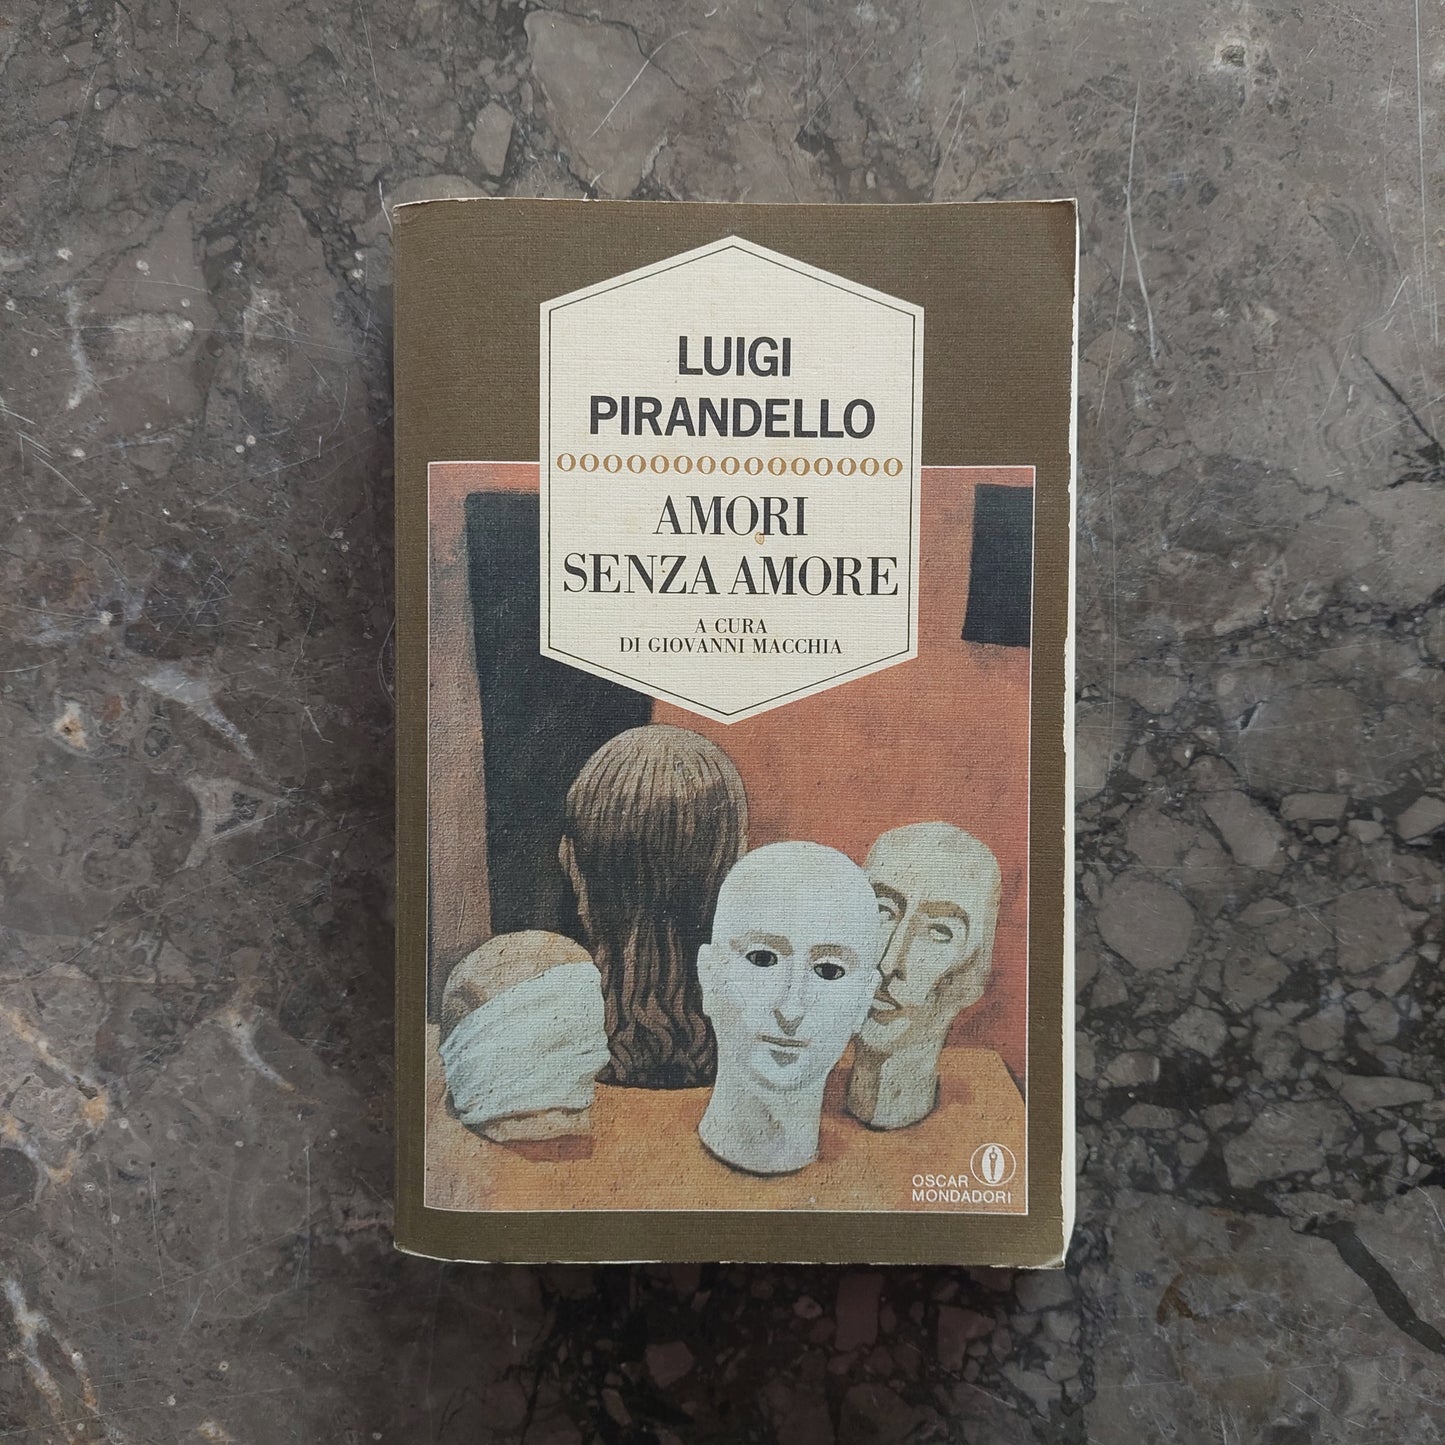 LUIGI
PIRANDELLO
AMORI
SENZA AMORE
A CURA
DI GIOVANNI MACCHIA
OSCAR
MONDADORI